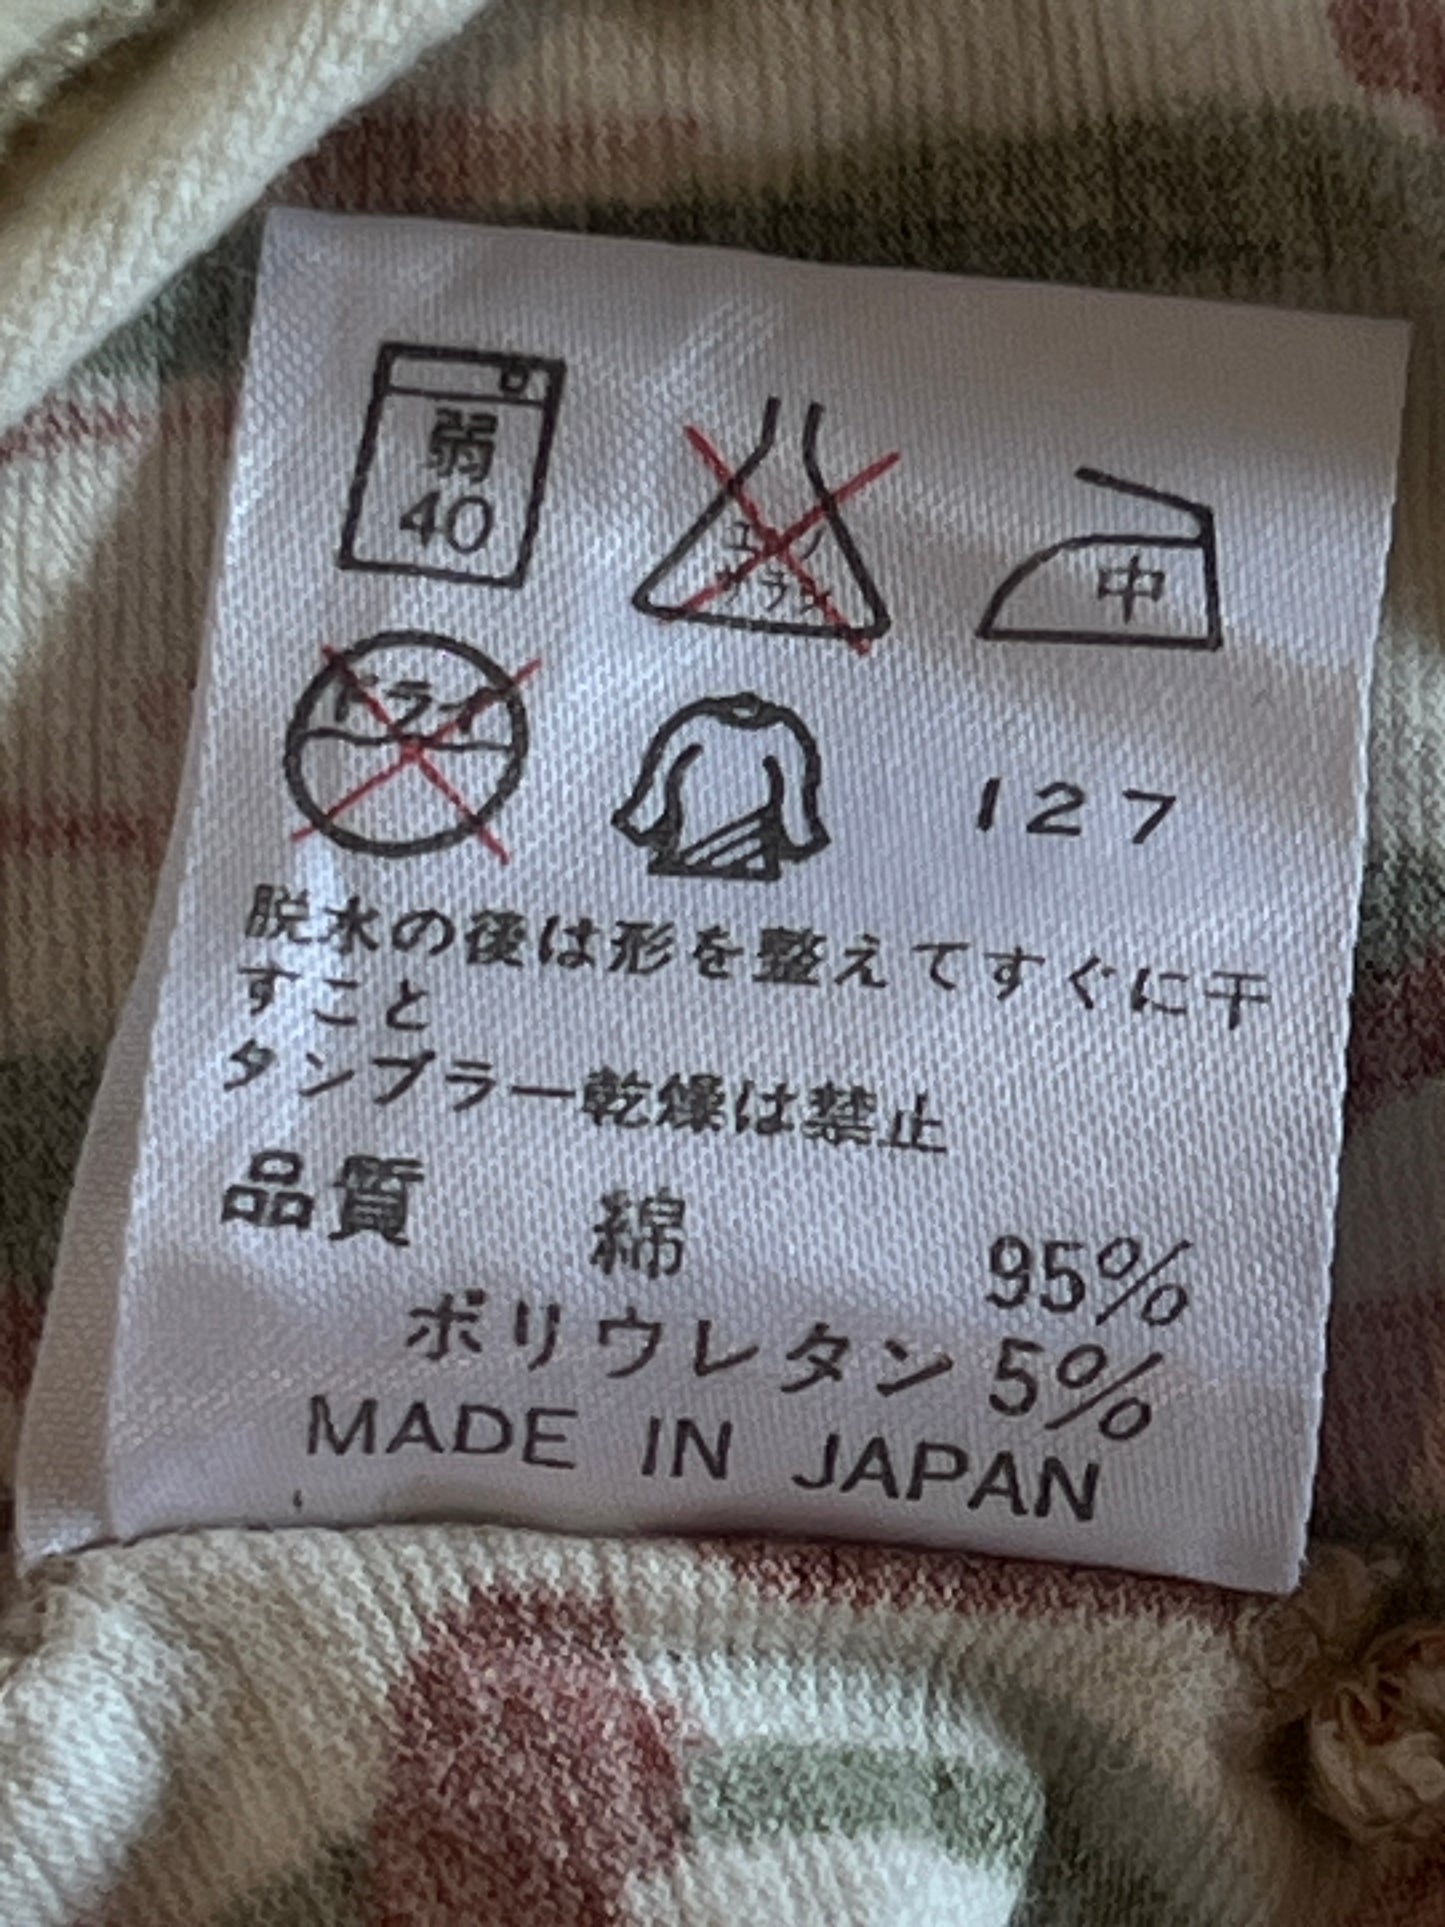 弱
40
エンソ
サラシ
中
ドライ
127
脱水の後は形を整えてすぐに干
すこと
タンブラー乾燥は禁止
品質 綿 95%
ポリウレタン 5%
MADE IN JAPAN